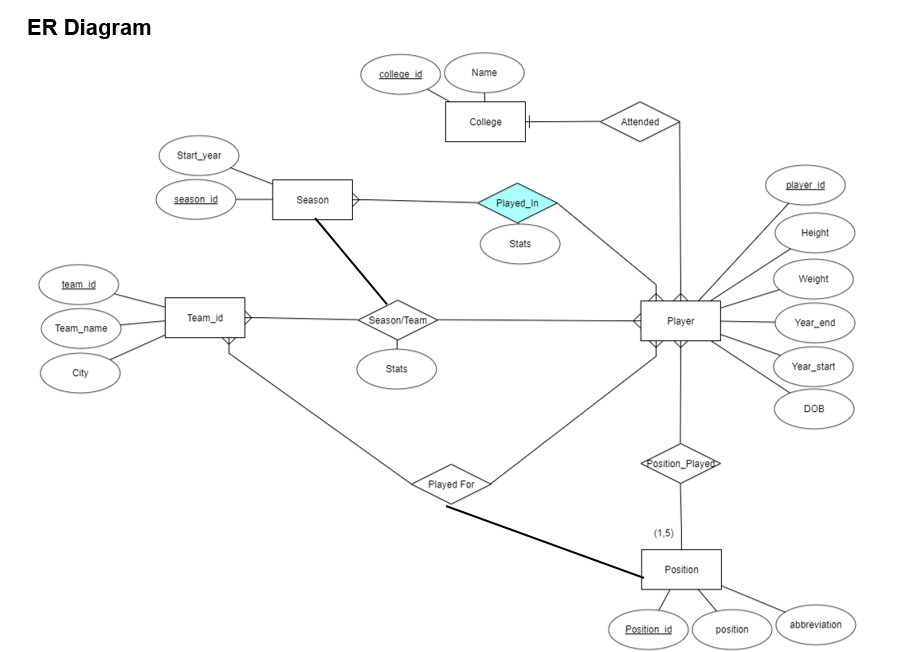 ER Diagram
college_id
Name
College
Attended
Start_year
season_id
Season
Played_In
Stats
player_id
Height
Weight
Year_end
Year_start
DOB
Player
team_id
Team_name
City
Team_id
Season/Team
Stats
Played For
Position_Played
(1,5)
Position
Position_id
position
abbreviation